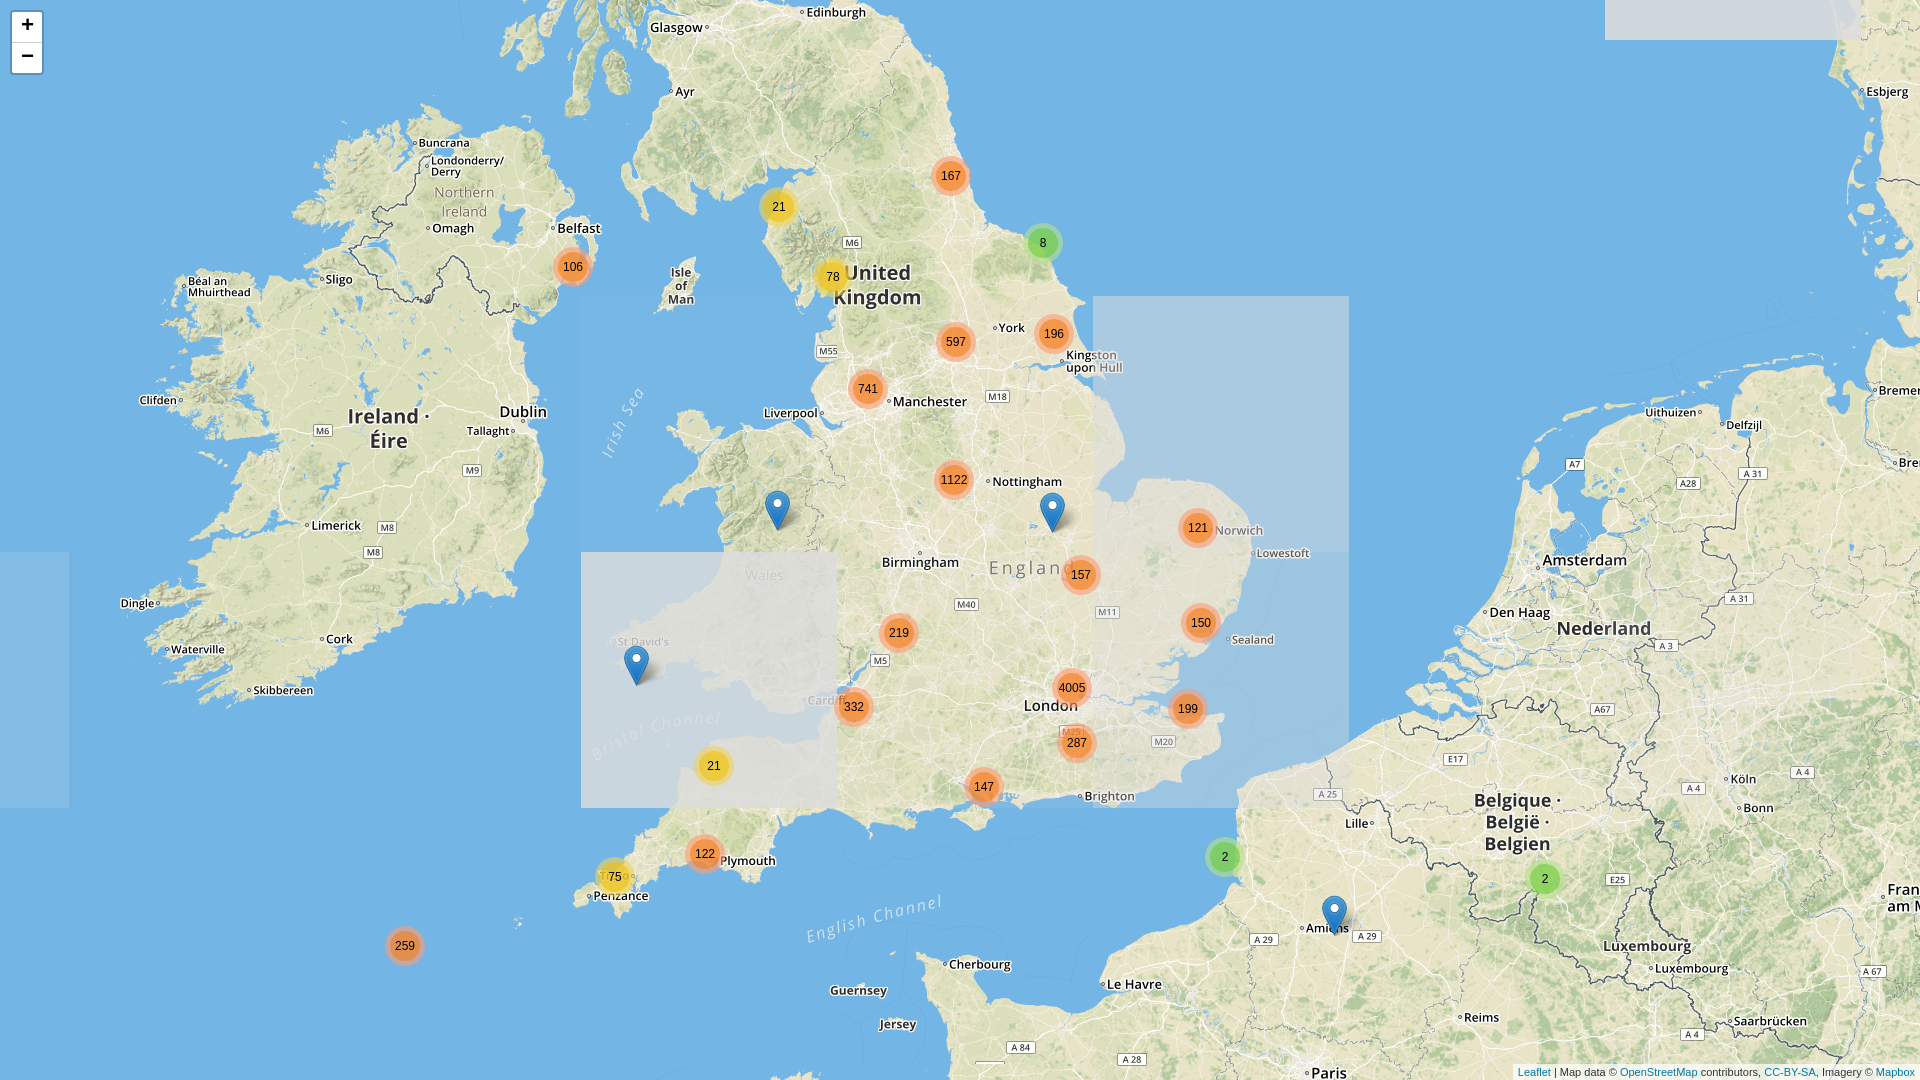 +
−
Edinburgh
Glasgow
Ayr
Esbjerg
Buncrana
Londonderry/
Derry
Northern
Ireland
Omagh
Belfast
167
21
8
M6
106
78
United
Kingdom
Isle
of
Man
Sligo
Béal an
Mhuirthead
York
196
597
M55
Kingston
upon Hull
741
Manchester
M18
Liverpool
Clifden
Ireland ·
Éire
Dublin
Tallaght
M6
M9
Irish Sea
Uithuizen
Delfzijl
A7
A 31
A28
1122
Nottingham
121
Norwich
Lowestoft
Limerick
M8
M8
Birmingham
England
157
Wales
Amsterdam
Dingle
M40
M11
150
Den Haag
A 31
Nederland
Cork
Waterville
St David's
219
M5
Sealand
A 3
Skibbereen
4005
London
Cardiff
332
199
A67
Bristol Channel
287
M20
E17
21
147
Brighton
A 25
Köln
A 4
A 4
Bonn
Belgique ·
België ·
Belgien
Lille
122
Plymouth
2
75
Penzance
2
E25
English Channel
Amiens
A 29
A 29
259
Luxembourg
Luxembourg
A 67
Cherbourg
Le Havre
Guernsey
Jersey
Reims
Saarbrücken
A 4
A 84
A 28
Paris
Leaflet | Map data © OpenStreetMap contributors, CC-BY-SA, Imagery © Mapbox